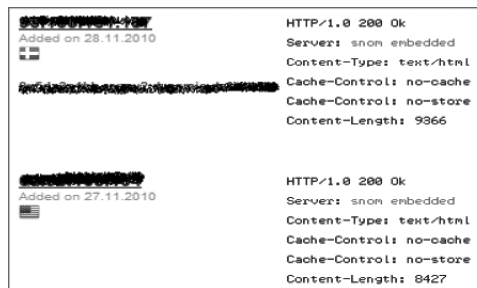 HTTP/1.0 200 Ok
Added on 28.11.2010
Server: snom embedded
Content-Type: text/html
Cache-Control: no-cache
Cache-Control: no-store
Content-Length: 9366
HTTP/1.0 200 Ok
Added on 27.11.2010
Server: snom embedded
Content-Type: text/html
Cache-Control: no-cache
Cache-Control: no-store
Content-Length: 8427